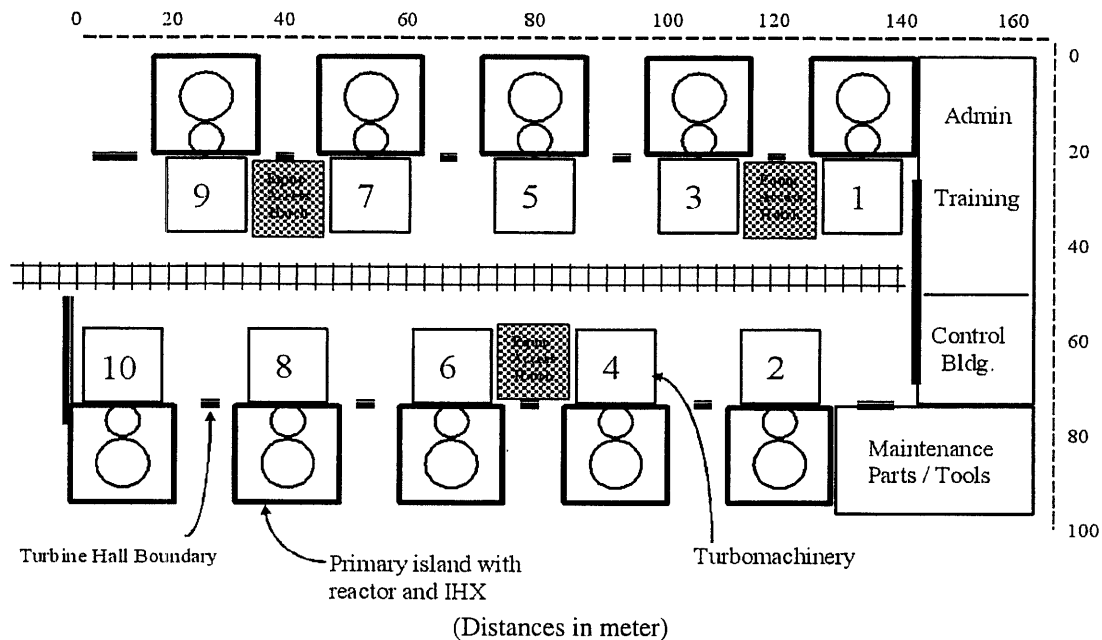 0 20 40 60 80 100 120 140 160
0
Admin
20
9 7 5 3 1
Training
40
10 8 6 4 2
Control
Bldg.
60
80
Maintenance
Parts / Tools
100
Turbine Hall Boundary
Primary island with
reactor and IHX
Turbomachinery
(Distances in meter)